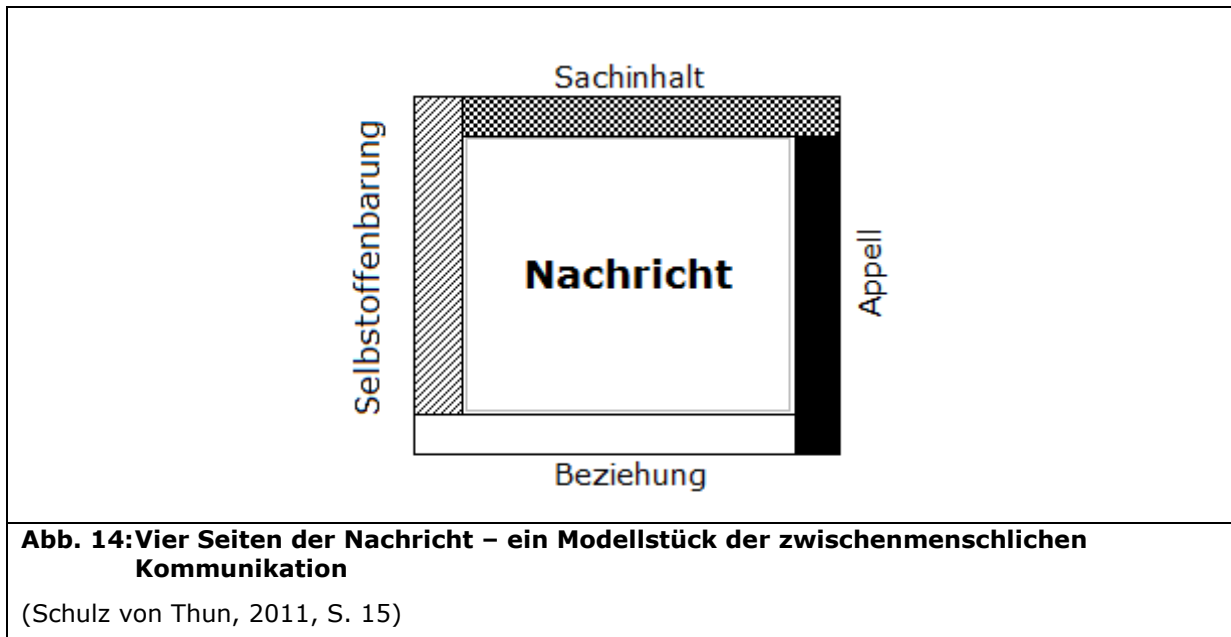 Sachinhalt
Selbstoffenbarung
Nachricht
Appell
Beziehung
Abb. 14:Vier Seiten der Nachricht – ein Modellstück der zwischenmenschlichen
Kommunikation
(Schulz von Thun, 2011, S. 15)